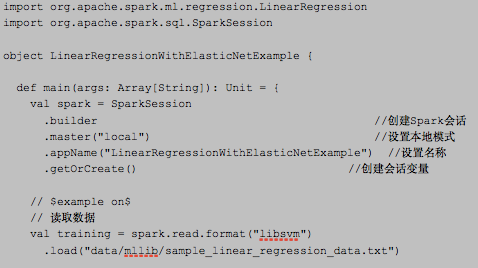 import org.apache.spark.ml.regression.LinearRegression
import org.apache.spark.sql.SparkSession
object LinearRegressionWithElasticNetExample {
def main(args: Array[String]): Unit = {
val spark = SparkSession
.builder //创建Spark会话
.master("local") //设置本地模式
.appName("LinearRegressionWithElasticNetExample") //设置名称
.getOrCreate() //创建会话变量
// $example on$
// 读取数据
val training = spark.read.format("libsvm")
.load("data/mllib/sample_linear_regression_data.txt")